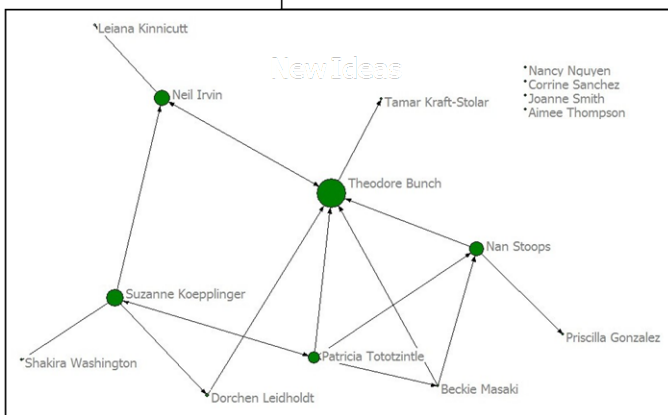 Leiana Kinnicutt
New Ideas
Nancy Nquyen
Corrine Sanchez
Joanne Smith
Aimee Thompson
Neil Irvin
Tamar Kraft-Stolar
Theodore Bunch
Nan Stoops
Suzanne Koepplinger
Priscilla Gonzalez
Patricia Tototzintle
Shakira Washington
Beckie Masaki
Dorchen Leidholdt